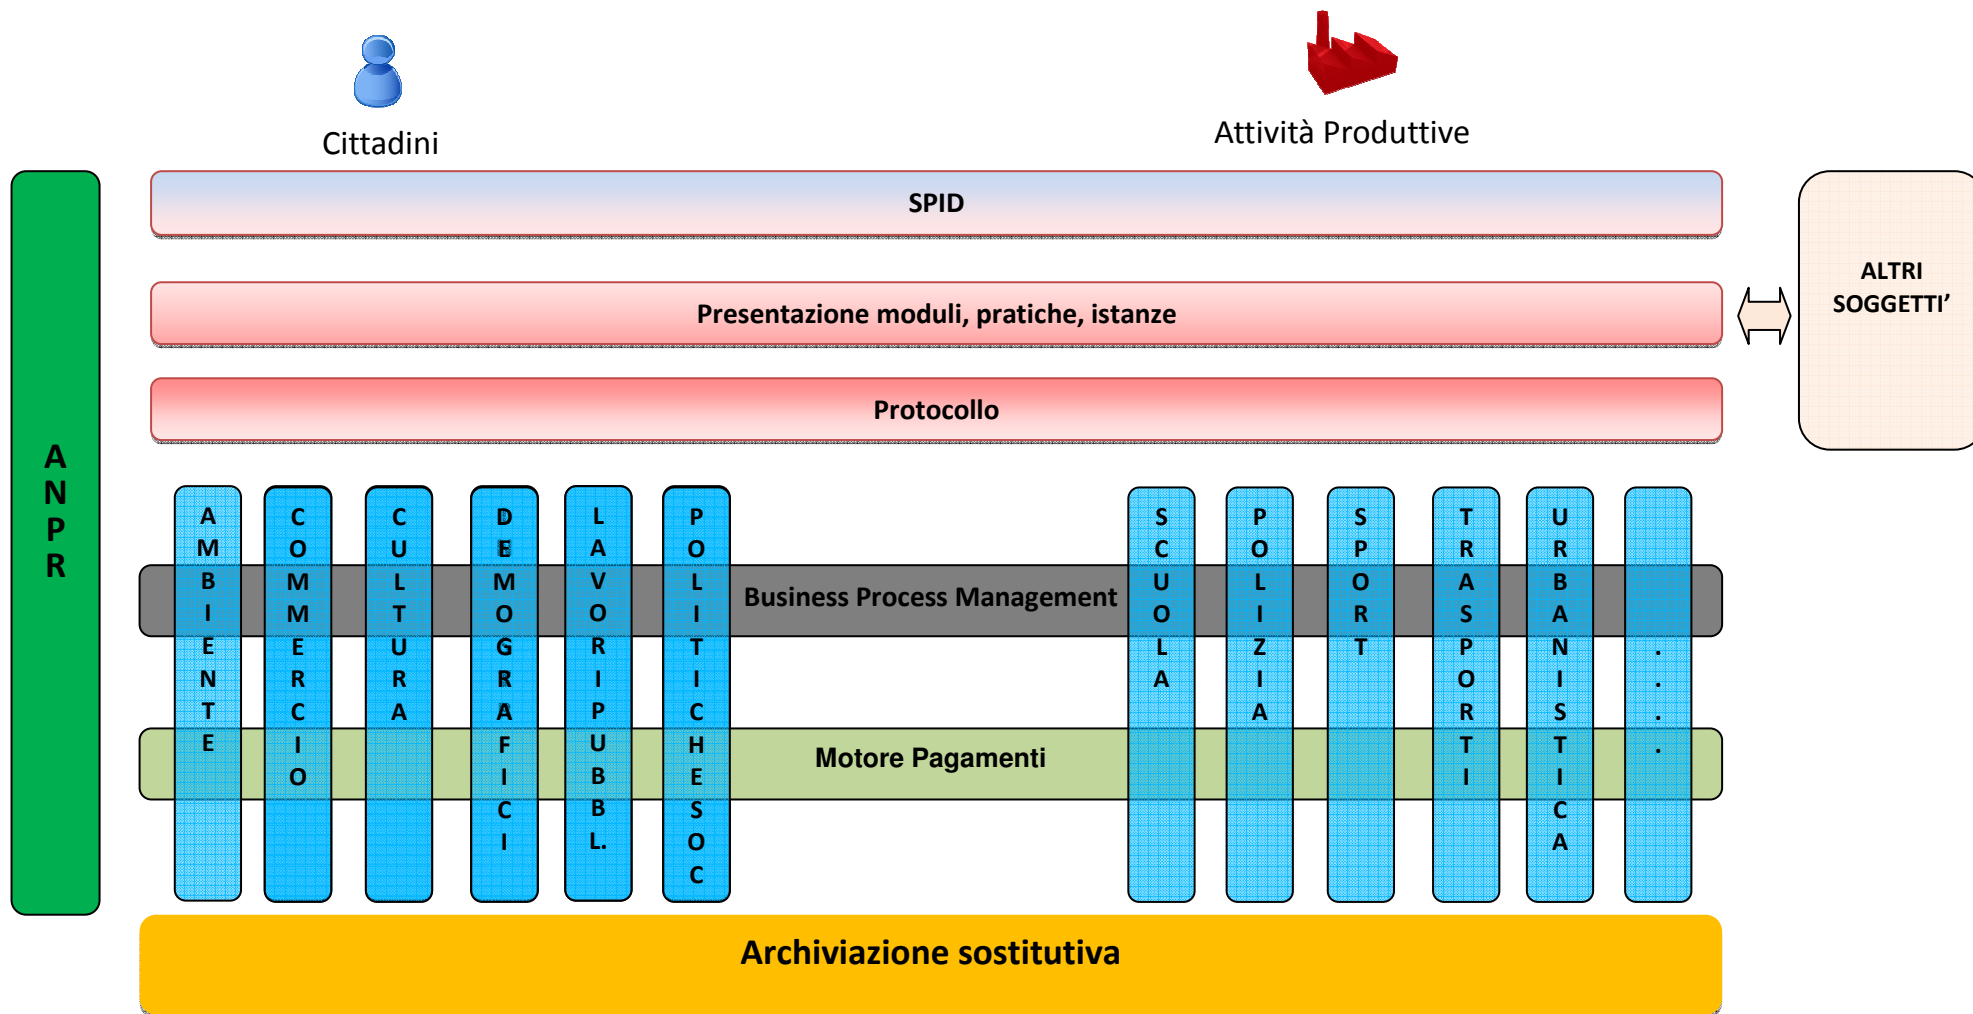 Cittadini
Attività Produttive
SPID
Presentazione moduli, pratiche, istanze
ALTRI
SOGGETTI’
Protocollo
ANPR
AMBIENTE
COMMERCIO
CULTURA
DEMOGRAFICI
LAVORIPUBBL.
POLITICHESOC
SCUOLA
POLIZIA
SPORT
TRASPORTI
URBANISTICA
....
Business Process Management
Motore Pagamenti
Archiviazione sostitutiva